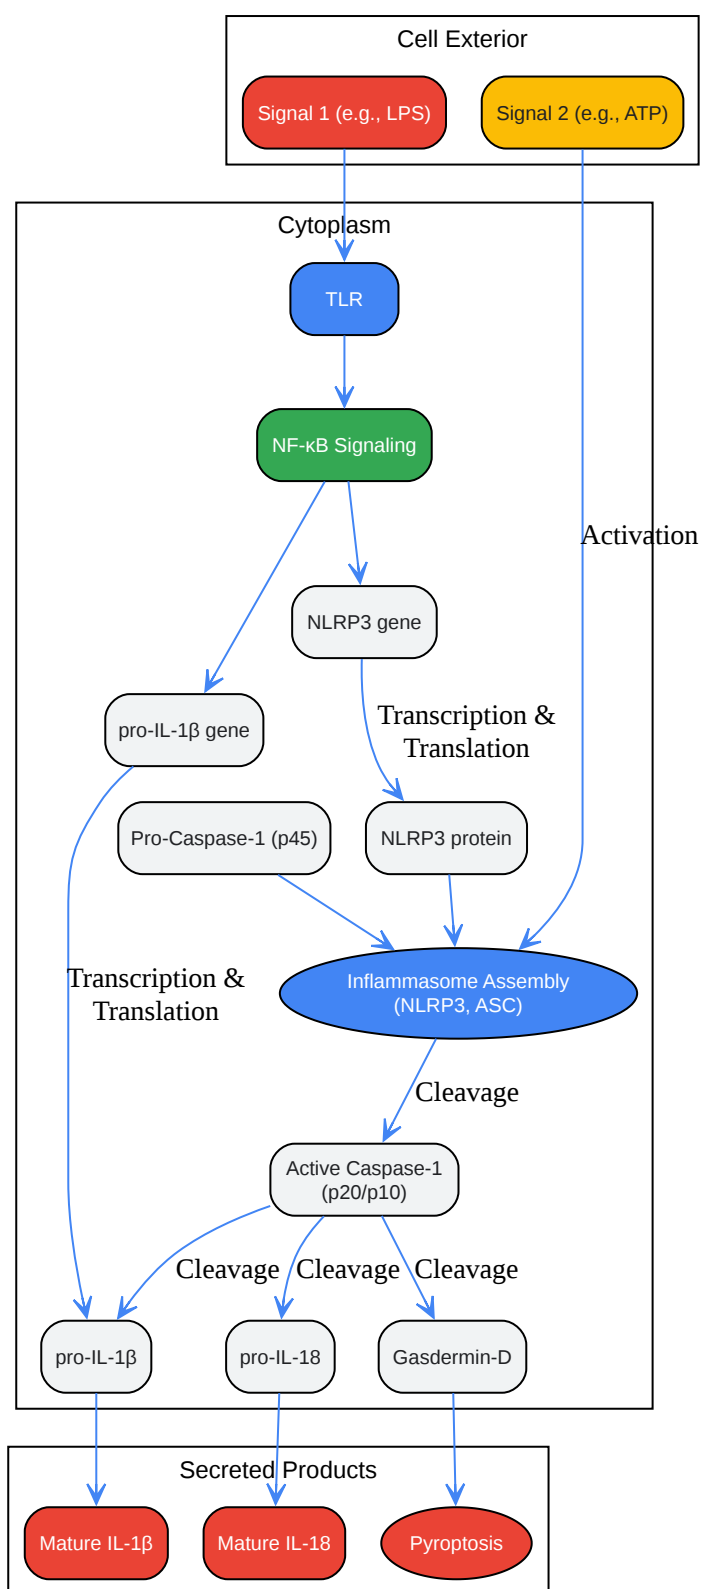 Cell Exterior
Signal 1 (e.g., LPS)
Signal 2 (e.g., ATP)
Cytoplasm
TLR
NF-κB Signaling
Activation
NLRP3 gene
pro-IL-1β gene
Transcription &
Translation
Pro-Caspase-1 (p45)
NLRP3 protein
Transcription &
Translation
Inflammasome Assembly
(NLRP3, ASC)
Cleavage
Active Caspase-1
(p20/p10)
Cleavage
Cleavage
Cleavage
pro-IL-1β
pro-IL-18
Gasdermin-D
Secreted Products
Mature IL-1β
Mature IL-18
Pyroptosis